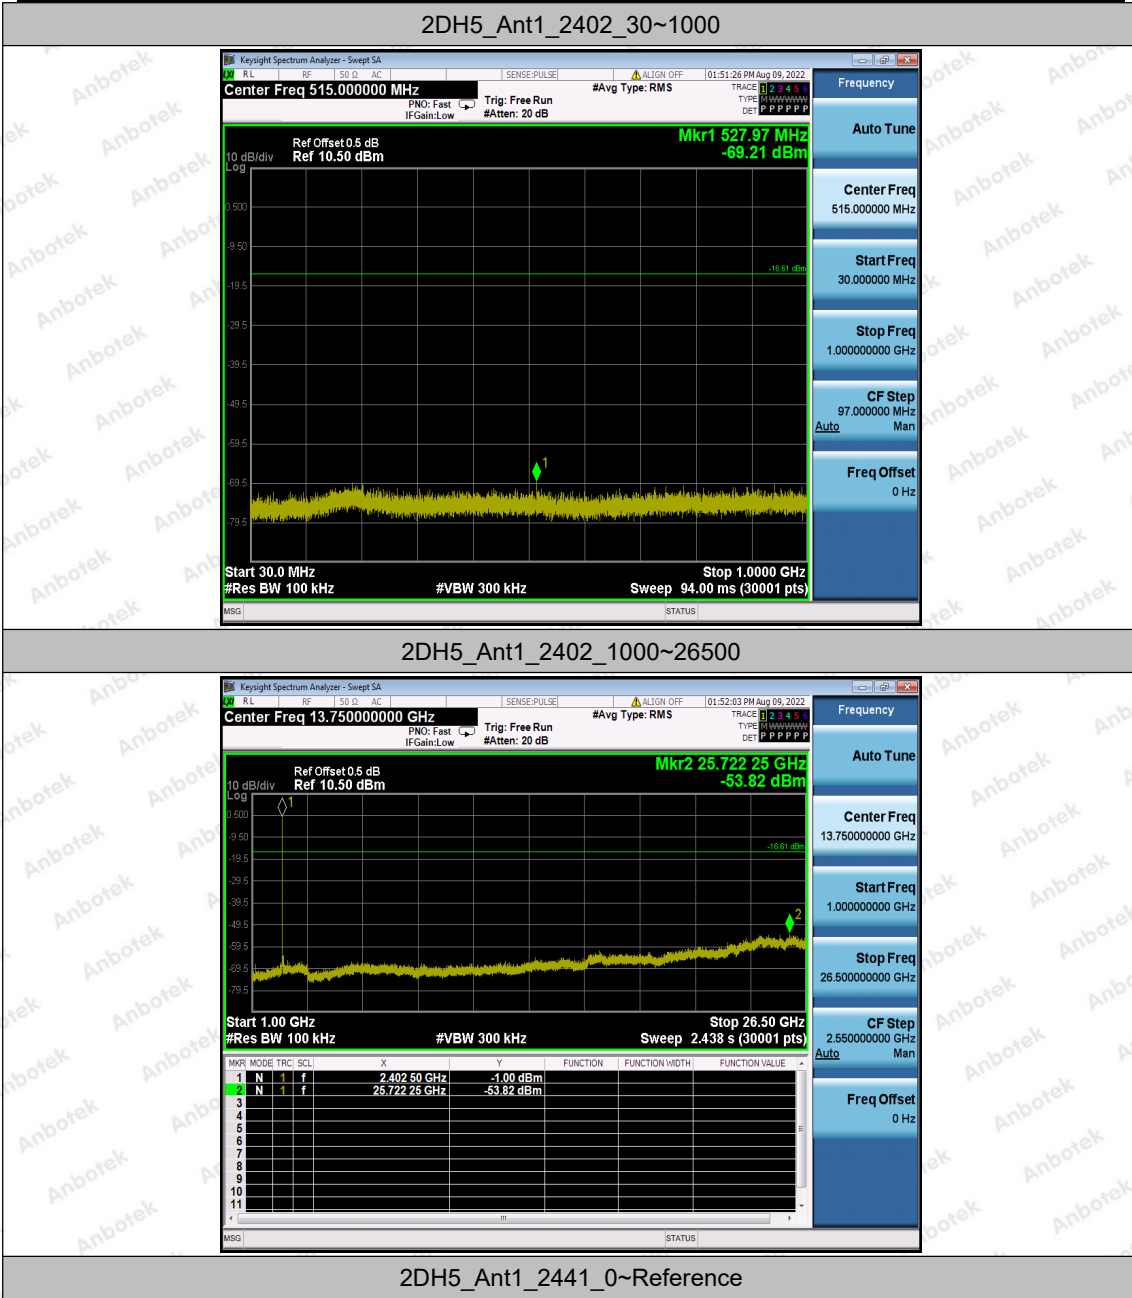 2DH5_Ant1_2402_30~1000
Keysight Spectrum Analyzer - Swept SA
LXI RL RF 50 Ω AC SENSE:PULSE ALIGN OFF 01:51:26 PM Aug 09, 2022
Center Freq 515.000000 MHz #Avg Type: RMS TRACE 1 2 3 4 5 6
PNO: Fast Trig: Free Run TYPE M WWWWW
IFGain:Low #Atten: 20 dB DET P P P P P P
Frequency
Auto Tune
Center Freq
515.000000 MHz
Start Freq
30.000000 MHz
Stop Freq
1.000000000 GHz
CF Step
97.000000 MHz
Auto Man
Freq Offset
0 Hz
Mkr1 527.97 MHz
-69.21 dBm
Ref Offset 0.5 dB
10 dB/div Ref 10.50 dBm
Log
0.500
-9.50
-16.61 dBm
-19.5
-29.5
-39.5
-49.5
-59.5
1
-69.5
-79.5
Start 30.0 MHz Stop 1.0000 GHz
#Res BW 100 kHz #VBW 300 kHz Sweep 94.00 ms (30001 pts)
MSG STATUS
2DH5_Ant1_2402_1000~26500
Keysight Spectrum Analyzer - Swept SA
LXI RL RF 50 Ω AC SENSE:PULSE ALIGN OFF 01:52:03 PM Aug 09, 2022
Center Freq 13.750000000 GHz #Avg Type: RMS TRACE 1 2 3 4 5 6
PNO: Fast Trig: Free Run TYPE M WWWWW
IFGain:Low #Atten: 20 dB DET P P P P P P
Frequency
Auto Tune
Center Freq
13.750000000 GHz
Start Freq
1.000000000 GHz
Stop Freq
26.500000000 GHz
CF Step
2.550000000 GHz
Auto Man
Freq Offset
0 Hz
Mkr2 25.722 25 GHz
-53.82 dBm
Ref Offset 0.5 dB
10 dB/div Ref 10.50 dBm
Log
1
0.500
-9.50
-16.61 dBm
-19.5
-29.5
-39.5
2
-49.5
-59.5
-69.5
-79.5
Start 1.00 GHz Stop 26.50 GHz
#Res BW 100 kHz #VBW 300 kHz Sweep 2.438 s (30001 pts)
MKR MODE TRC SCL X Y FUNCTION FUNCTION WIDTH FUNCTION VALUE
1 N 1 f 2.402 50 GHz -1.00 dBm
2 N 1 f 25.722 25 GHz -53.82 dBm
3
4
5
6
7
8
9
10
11
MSG STATUS
2DH5_Ant1_2441_0~Reference